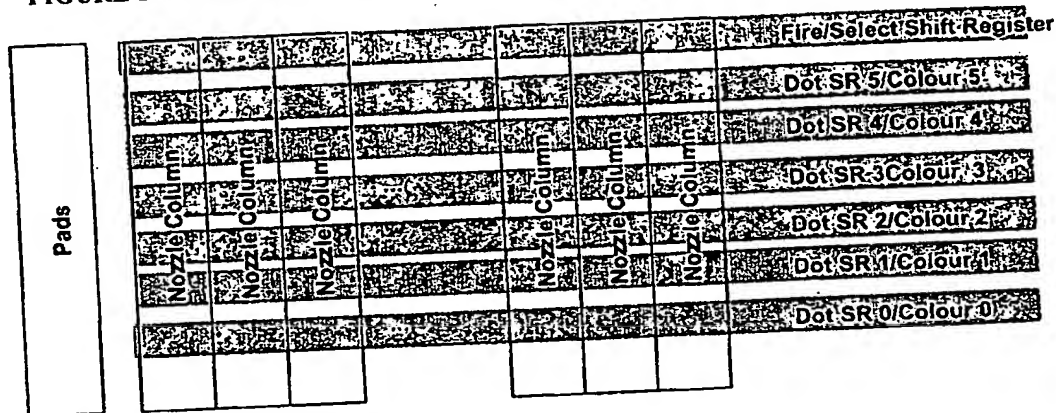 FIGURE
Fire/Select Shift Register
Dot SR 5/Colour 5
Dot SR 4/Colour 4
Dot SR 3Colour 3
Dot SR 2/Colour 2
Dot SR 1/Colour 1
Dot SR 0/Colour 0
Pads
Nozzle Column
Nozzle Column
Nozzle Column
Nozzle Column
Nozzle Column
Nozzle Column